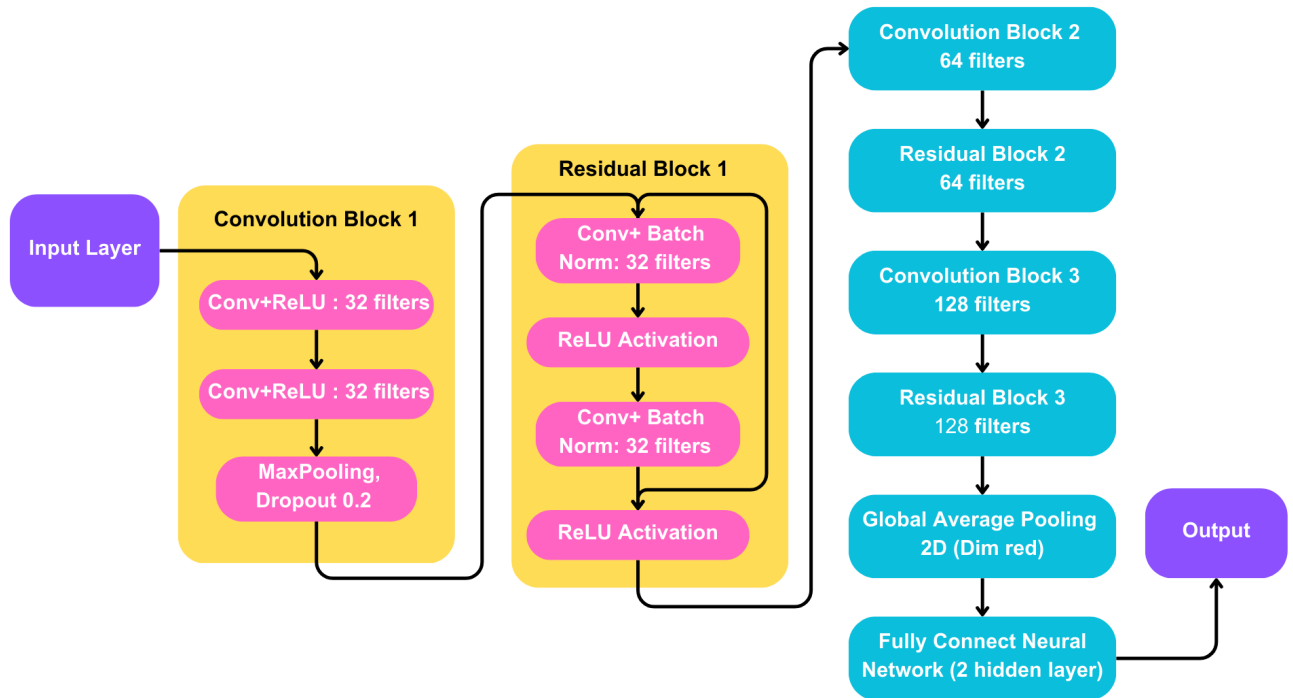 Input Layer
Convolution Block 1
Conv+ReLU : 32 filters
Conv+ReLU : 32 filters
MaxPooling,
Dropout 0.2
Residual Block 1
Conv+ Batch
Norm: 32 filters
ReLU Activation
Conv+ Batch
Norm: 32 filters
ReLU Activation
Convolution Block 2
64 filters
Residual Block 2
64 filters
Convolution Block 3
128 filters
Residual Block 3
128 filters
Global Average Pooling
2D (Dim red)
Fully Connect Neural
Network (2 hidden layer)
Output